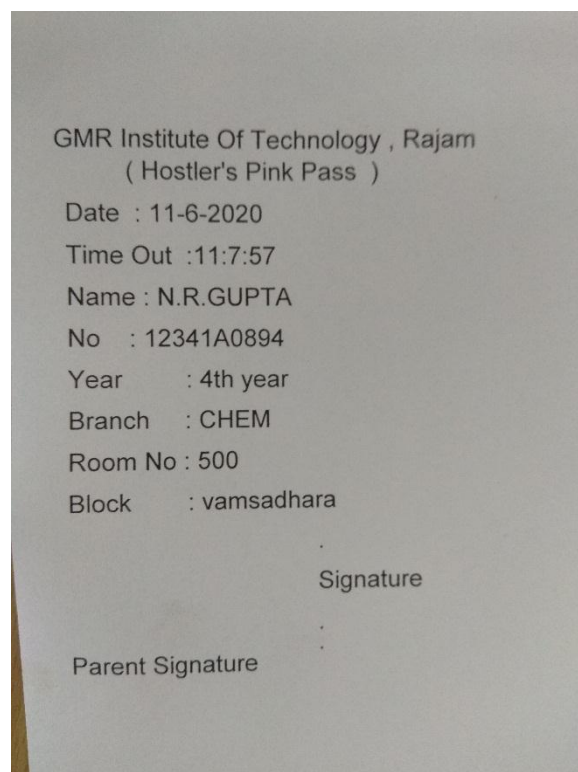 GMR Institute Of Technology , Rajam
( Hostler's Pink Pass )
Date : 11-6-2020
Time Out :11:7:57
Name : N.R.GUPTA
No : 12341A0894
Year : 4th year
Branch : CHEM
Room No : 500
Block : vamsadhara
.
Signature
:
Parent Signature